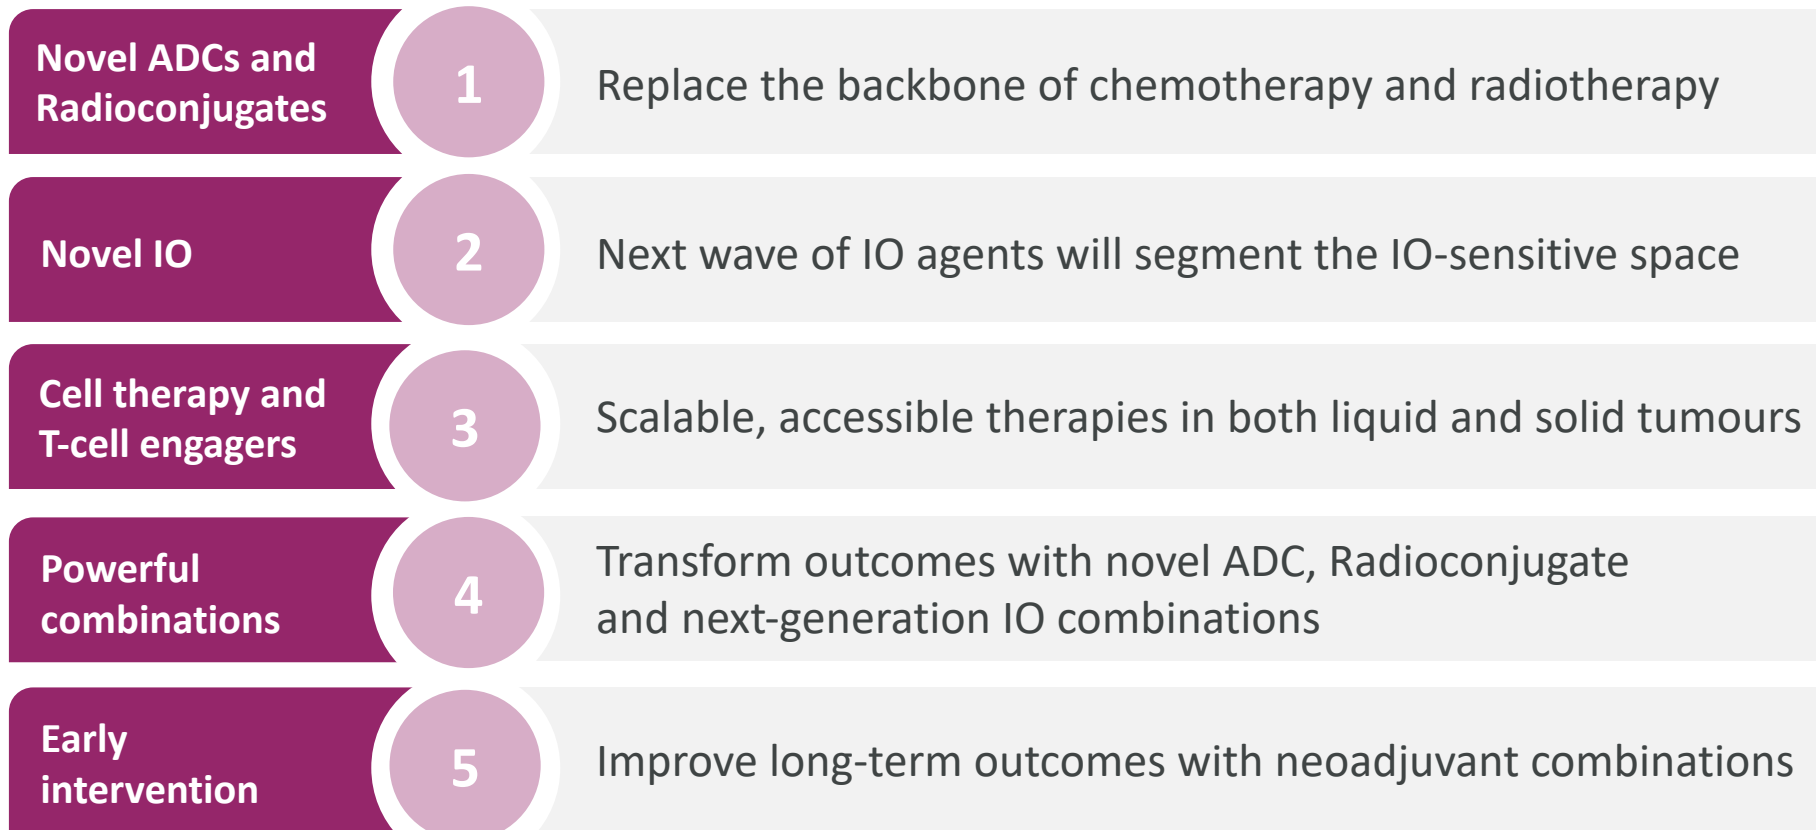 Novel ADCs and
Radioconjugates
1
Replace the backbone of chemotherapy and radiotherapy
Novel IO
2
Next wave of IO agents will segment the IO-sensitive space
Cell therapy and
T-cell engagers
3
Scalable, accessible therapies in both liquid and solid tumours
Powerful
combinations
4
Transform outcomes with novel ADC, Radioconjugate
and next-generation IO combinations
Early
intervention
5
Improve long-term outcomes with neoadjuvant combinations